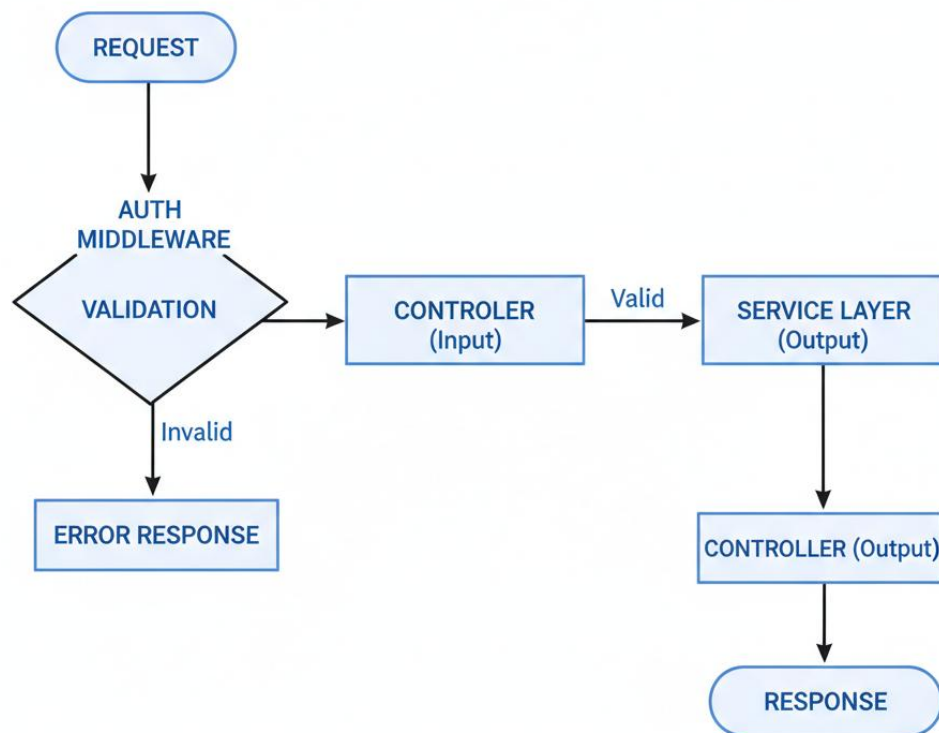 REQUEST
AUTH
MIDDLEWARE
VALIDATION
CONTROLER
(Input)
Valid
SERVICE LAYER
(Output)
Invalid
ERROR RESPONSE
CONTROLLER (Output)
RESPONSE